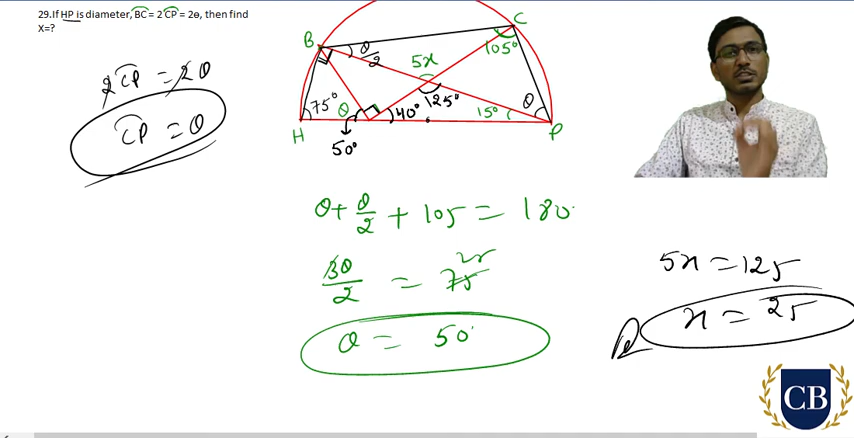 29.If HP is diameter, BC = 2 CP = 2θ, then find
X=?
2CP = 2θ
CP = θ
B
C
H
P
θ/2
5x
105°
75°
θ
40°
125°
15°
θ
50°
θ + θ/2 + 105 = 180
3θ/2 = 75
25
θ = 50
5x = 125
x = 25
CB